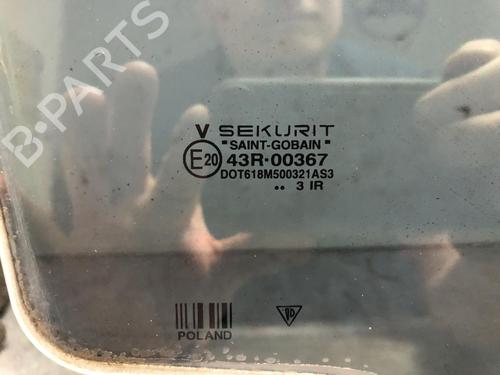 B-PARTS
V SEKURIT
"SAINT-GOBAIN"
E20 43R-00367
DOT618M500321AS3
.. 3 IR
POLAND